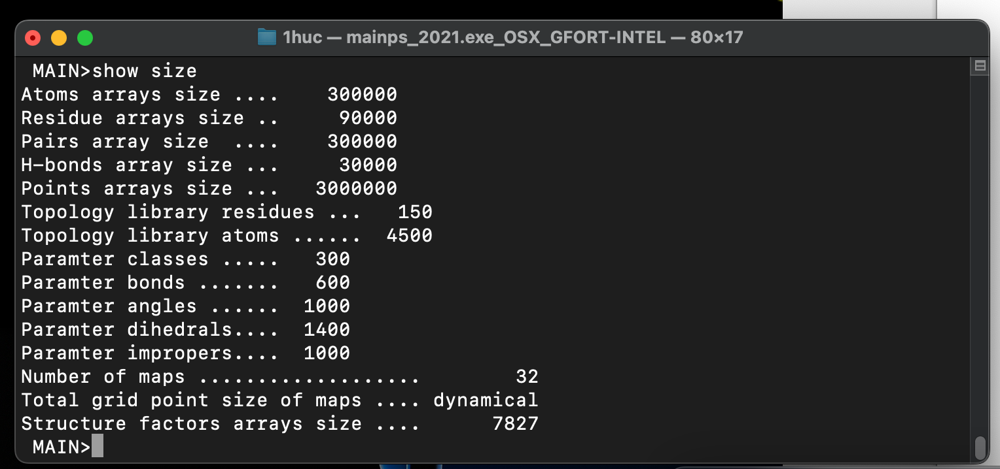 1huc — mainps_2021.exe_OSX_GFORT-INTEL — 80×17
MAIN>show size
Atoms arrays size ....    300000
Residue arrays size ..     90000
Pairs array size  ....    300000
H-bonds array size ...     30000
Points arrays size ...   3000000
Topology library residues ...   150
Topology library atoms ......  4500
Paramter classes .....   300
Paramter bonds .......   600
Paramter angles ......  1000
Paramter dihedrals....  1400
Paramter impropers....  1000
Number of maps ...................        32
Total grid point size of maps .... dynamical
Structure factors arrays size ....      7827
MAIN>